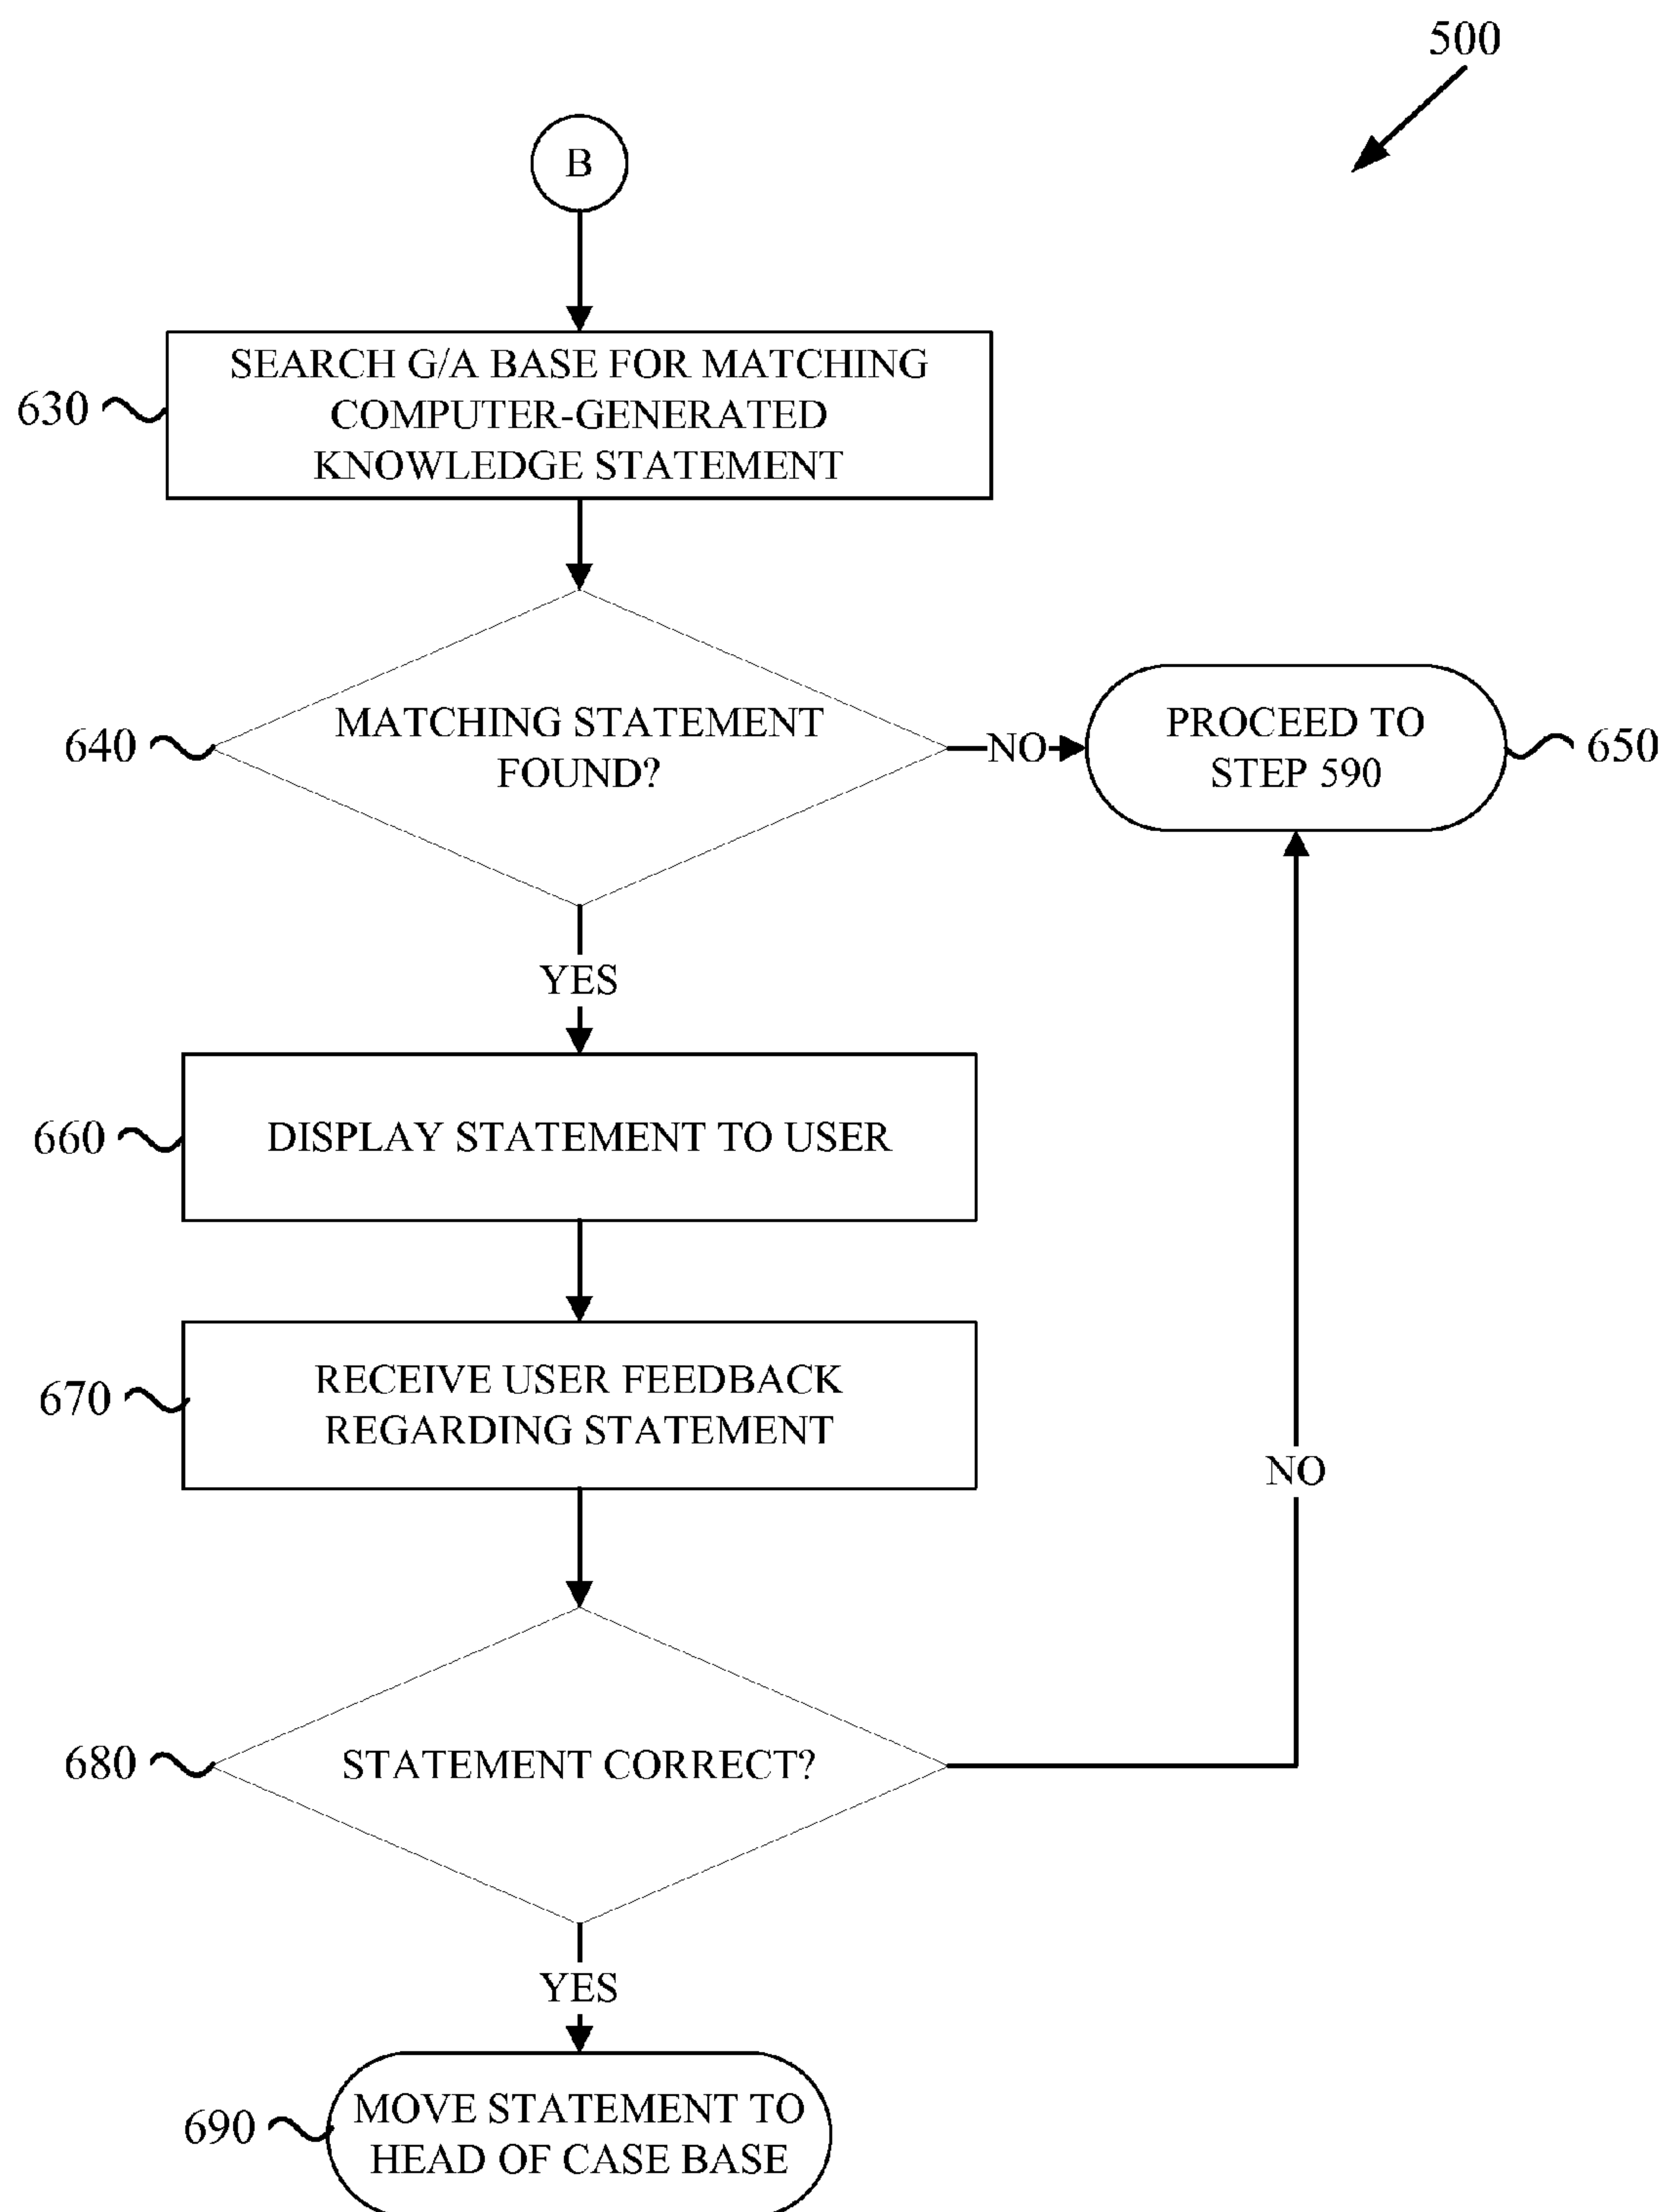 500
B
630
SEARCH G/A BASE FOR MATCHING
COMPUTER-GENERATED
KNOWLEDGE STATEMENT
640
MATCHING STATEMENT
FOUND?
NO
PROCEED TO
STEP 590
650
YES
660
DISPLAY STATEMENT TO USER
670
RECEIVE USER FEEDBACK
REGARDING STATEMENT
NO
680
STATEMENT CORRECT?
YES
690
MOVE STATEMENT TO
HEAD OF CASE BASE